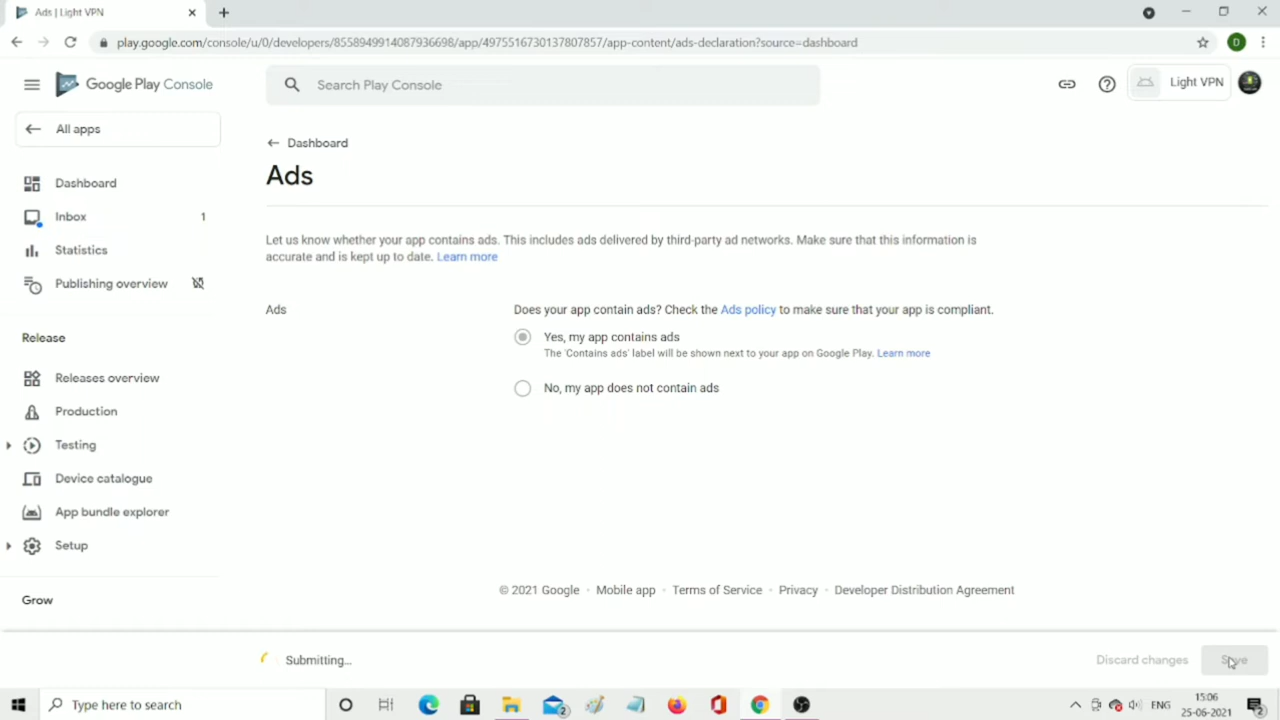 Ads | Light VPN
play.google.com/console/u/0/developers/8558949914087936698/app/4975516730137807857/app-content/ads-declaration?source=dashboard
D
Google Play Console
Search Play Console
Light VPN
All apps
Dashboard
Inbox 1
Statistics
Publishing overview
Release
Releases overview
Production
Testing
Device catalogue
App bundle explorer
Setup
Grow
Dashboard
Ads
Let us know whether your app contains ads. This includes ads delivered by third-party ad networks. Make sure that this information is
accurate and is kept up to date. Learn more
Ads
Does your app contain ads? Check the Ads policy to make sure that your app is compliant.
Yes, my app contains ads
The 'Contains ads' label will be shown next to your app on Google Play. Learn more
No, my app does not contain ads
© 2021 Google · Mobile app · Terms of Service · Privacy · Developer Distribution Agreement
Submitting...
Discard changes
Save
Type here to search
2
ENG
15:06
25-06-2021
2